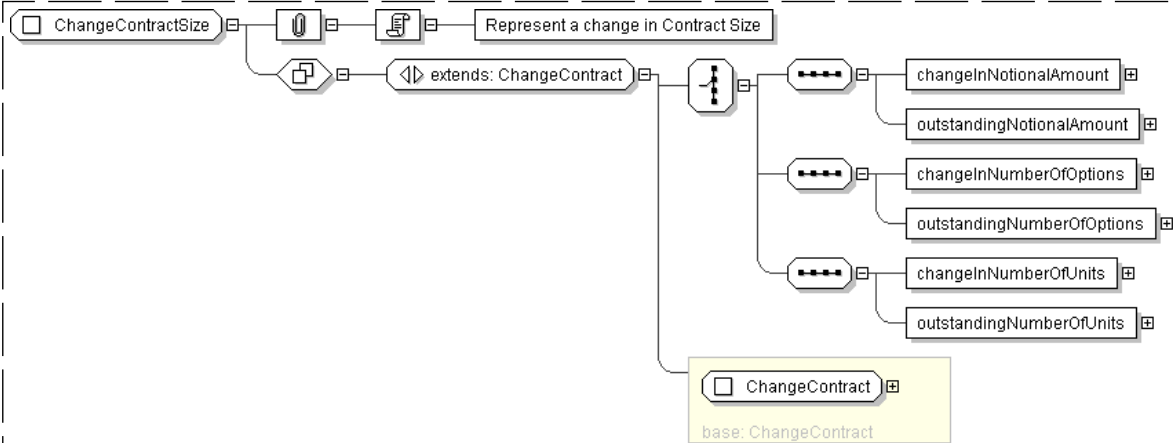 ChangeContractSize
Represent a change in Contract Size
extends: ChangeContract
changeInNotionalAmount
outstandingNotionalAmount
changeInNumberOfOptions
outstandingNumberOfOptions
changeInNumberOfUnits
outstandingNumberOfUnits
ChangeContract
base: ChangeContract